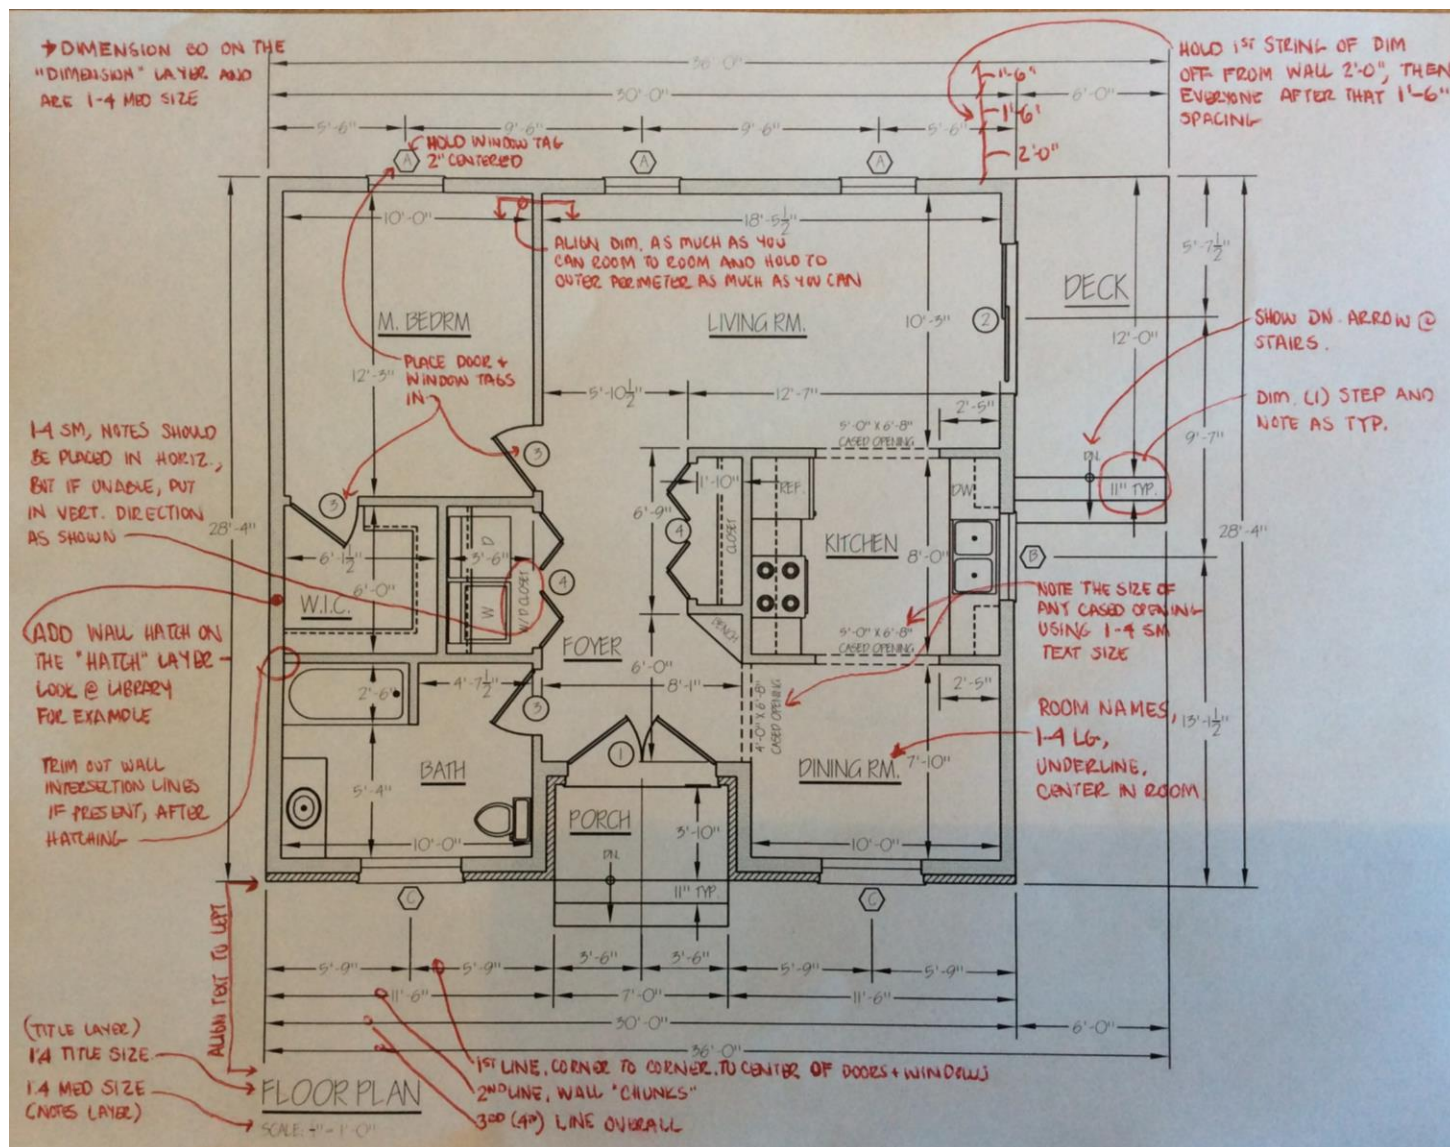 → DIMENSION GO ON THE
"DIMENSION" LAYER AND
ARE 1-4 MED SIZE
36'-0"
HOLD 1ST STRING OF DIM
OFF FROM WALL 2'-0", THEN
EVERYONE AFTER THAT 1'-6"
SPACING
1'-6"
30'-0"
6'-0"
1'-6"
5'-6"
9'-6"
9'-6"
5'-6"
2'-0"
HOLD WINDOW TAG
2" CENTERED
A
A
A
10'-0"
18'-5½"
ALIGN DIM. AS MUCH AS YOU
CAN ROOM TO ROOM AND HOLD TO
OUTER PERIMETER AS MUCH AS YOU CAN
5'-7½"
DECK
M. BEDRM
LIVING RM.
10'-3"
2
12'-0"
SHOW DN. ARROW @
STAIRS.
PLACE DOOR +
WINDOW TAGS
IN
12'-3"
5'-10½"
12'-7"
2'-5"
DIM. (1) STEP AND
NOTE AS TYP.
5'-0" X 6'-8"
CASED OPENING
9'-7"
1-4 SM, NOTES SHOULD
BE PLACED IN HORIZ.,
BUT IF UNABLE, PUT
IN VERT. DIRECTION
AS SHOWN
3
3
DN.
1'-10"
REF.
DW
11" TYP.
6'-9"
28'-4"
28'-4"
4
CLOSET
KITCHEN
8'-0"
B
6'-1½"
D
3'-6"
6'-0"
W
W/D CLOSET
4
W.I.C.
NOTE THE SIZE OF
ANY CASED OPENING
USING 1-4 SM
TEXT SIZE
ADD WALL HATCH ON
THE "HATCH" LAYER
LOOK @ LIBRARY
FOR EXAMPLE
BENCH
5'-0" X 6'-8"
CASED OPENING
FOYER
6'-0"
8'-1"
2'-6"
4'-7½"
2'-5"
3
4'-0" X 6'-8"
CASED OPENING
ROOM NAMES,
1-4 LG,
UNDERLINE,
CENTER IN ROOM
13'-1½"
TRIM OUT WALL
INTERSECTION LINES
IF PRESENT, AFTER
HATCHING
1
BATH
DINING RM.
7'-10"
5'-4"
PORCH
3'-10"
10'-0"
10'-0"
DN.
11" TYP.
C
C
ALIGN TEXT TO LEFT
5'-9"
5'-9"
3'-6"
3'-6"
5'-9"
5'-9"
11'-6"
7'-0"
11'-6"
30'-0"
6'-0"
36'-0"
(TITLE LAYER)
1-4 TITLE SIZE
1-4 MED SIZE
(NOTES LAYER)
1ST LINE, CORNER TO CORNER, TO CENTER OF DOORS + WINDOWS
2ND LINE, WALL "CHUNKS"
3RD (4TH) LINE OVERALL
FLOOR PLAN
SCALE: ¼" = 1'-0"